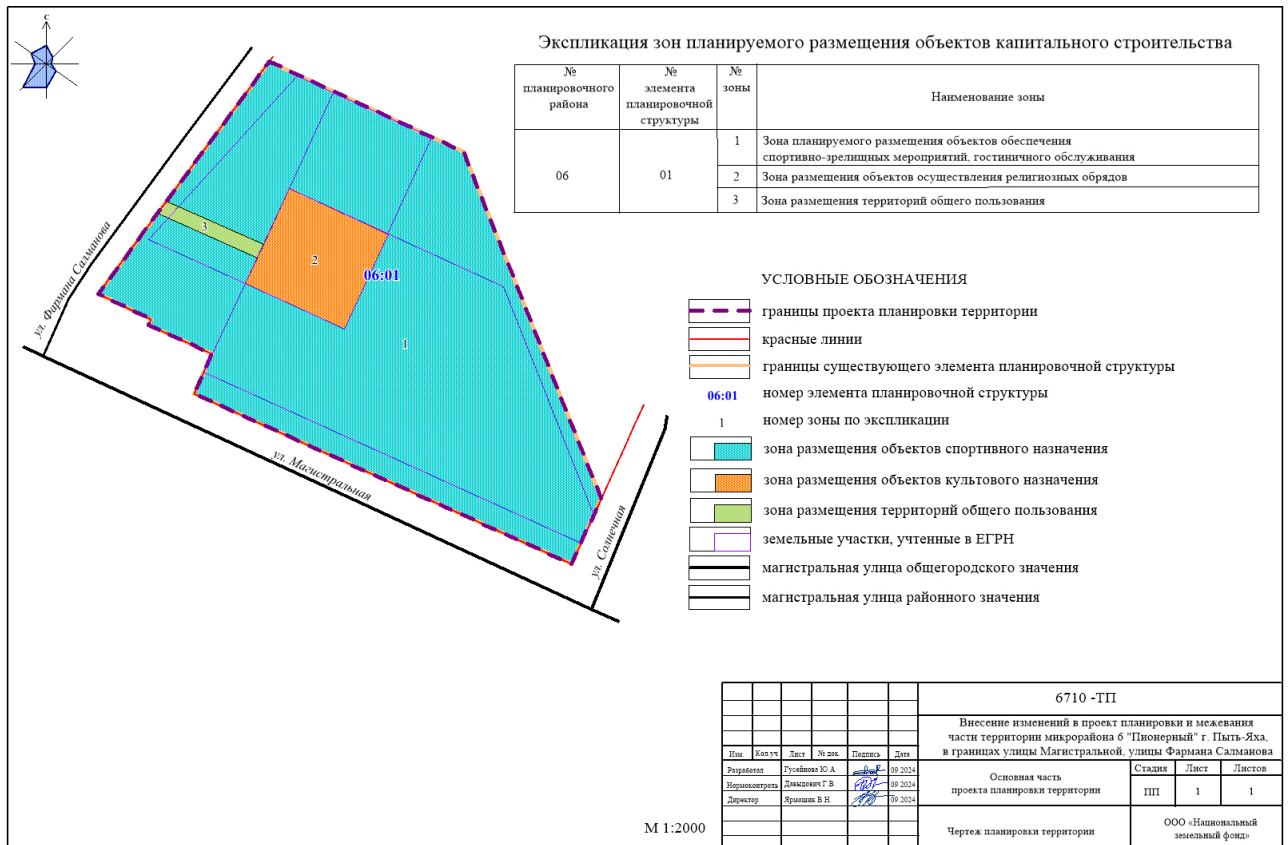 с
Экспликация зон планируемого размещения объектов капитального строительства
№
планировочного
района
№
элемента
планировочной
структуры
№
зоны
Наименование зоны
06
01
1
Зона планируемого размещения объектов обеспечения
спортивно-зрелищных мероприятий, гостиничного обслуживания
2
Зона размещения объектов осуществления религиозных обрядов
3
Зона размещения территорий общего пользования
ул. Фармана Салманова
3
2
06:01
1
ул. Магистральная
ул. Солнечная
УСЛОВНЫЕ ОБОЗНАЧЕНИЯ
границы проекта планировки территории
красные линии
границы существующего элемента планировочной структуры
06:01 номер элемента планировочной структуры
1 номер зоны по экспликации
зона размещения объектов спортивного назначения
зона размещения объектов культового назначения
зона размещения территорий общего пользования
земельные участки, учтенные в ЕГРН
магистральная улица общегородского значения
магистральная улица районного значения
М 1:2000
6710 -ТП
Внесение изменений в проект планировки и межевания
части территории микрорайона 6 "Пионерный" г. Пыть-Яха,
в границах улицы Магистральной, улицы Фармана Салманова
Изм. Кол.уч Лист № док. Подпись Дата
Разработал Гусейнова Ю.А. 09.2024
Нормоконтроль Давыдович Г.В. 09.2024
Директор Ярмошик В.Н. 09.2024
Основная часть
проекта планировки территории
Стадия Лист Листов
ПП 1 1
Чертеж планировки территории
ООО «Национальный
земельный фонд»